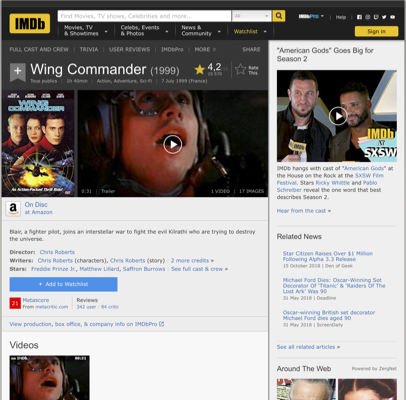 IMDb
Find Movies, TV shows, Celebrities and more...
All
IMDbPro
Help
Movies, TV & Showtimes
Celebs, Events & Photos
News & Community
Watchlist
Sign in
FULL CAST AND CREW | TRIVIA | USER REVIEWS | IMDbPro | MORE
SHARE
Wing Commander (1999)
4,2
Rate This
Tous publics | 1h 40min | Action, Adventure, Sci-Fi | 7 July 1999 (France)
WING COMMANDER
0:31 | Trailer
1 VIDEO | 17 IMAGES
On Disc
at Amazon
Blair, a fighter pilot, joins an interstellar war to fight the evil Kilrathi who are trying to destroy
the universe.
Director: Chris Roberts
Writers: Chris Roberts (characters), Chris Roberts (story) | 2 more credits »
Stars: Freddie Prinze Jr., Matthew Lillard, Saffron Burrows | See full cast & crew »
+ Add to Watchlist
21
Metascore
From metacritic.com
Reviews
342 user | 94 critic
View production, box office, & company info on IMDbPro
Videos
"American Gods" Goes Big for
Season 2
IMDb
at
SXSW
IMDb hangs with cast of "American Gods" at
the House on the Rock at the SXSW Film
Festival. Stars Ricky Whittle and Pablo
Schreiber reveal the one word that best
describes Season 2.
Hear from the cast »
Related News
Star Citizen Raises Over $1 Million
Following Alpha 3.3 Release
15 October 2018 | Den of Geek
Michael Ford Dies: Oscar-Winning Set
Decorator Of 'Titanic' & 'Raiders Of The
Lost Ark' Was 90
31 May 2018 | Deadline
Oscar-winning British set decorator
Michael Ford dies aged 90
31 May 2018 | ScreenDaily
See all related articles »
Around The Web
Powered by ZergNet